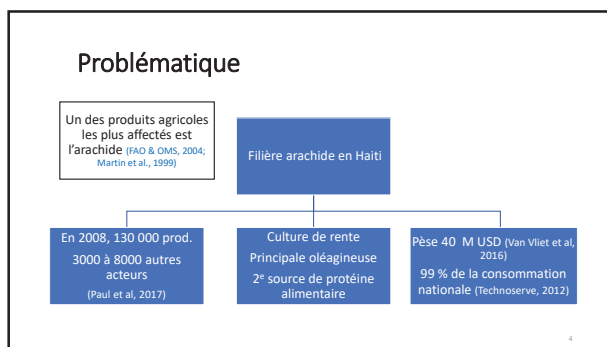 Problématique
Un des produits agricoles
les plus affectés est
l'arachide (FAO & OMS, 2004;
Martin et al., 1999)
Filière arachide en Haiti
En 2008, 130 000 prod.
3000 à 8000 autres
acteurs
(Paul et al, 2017)
Culture de rente
Principale oléagineuse
2e source de protéine
alimentaire
Pèse 40 M USD (Van Vliet et al,
2016)
99 % de la consommation
nationale (Technoserve, 2012)
4